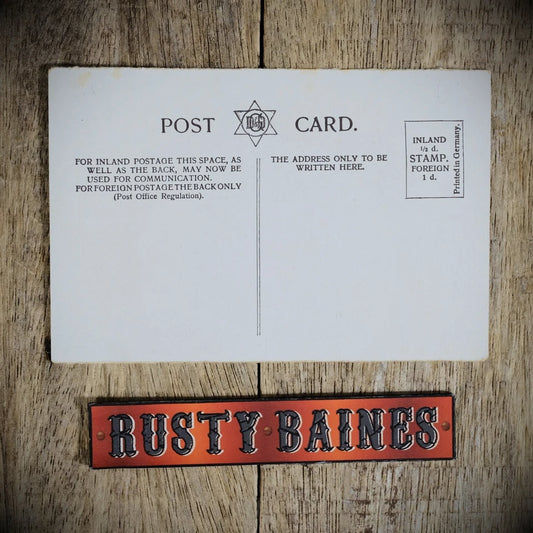 POST CARD.
FOR INLAND POSTAGE THIS SPACE, AS
WELL AS THE BACK, MAY NOW BE
USED FOR COMMUNICATION.
FOR FOREIGN POSTAGE THE BACK ONLY
(Post Office Regulation).
THE ADDRESS ONLY TO BE
WRITTEN HERE.
INLAND
½ d.
STAMP.
FOREIGN
1 d.
Printed in Germany.
RUSTY BAINES